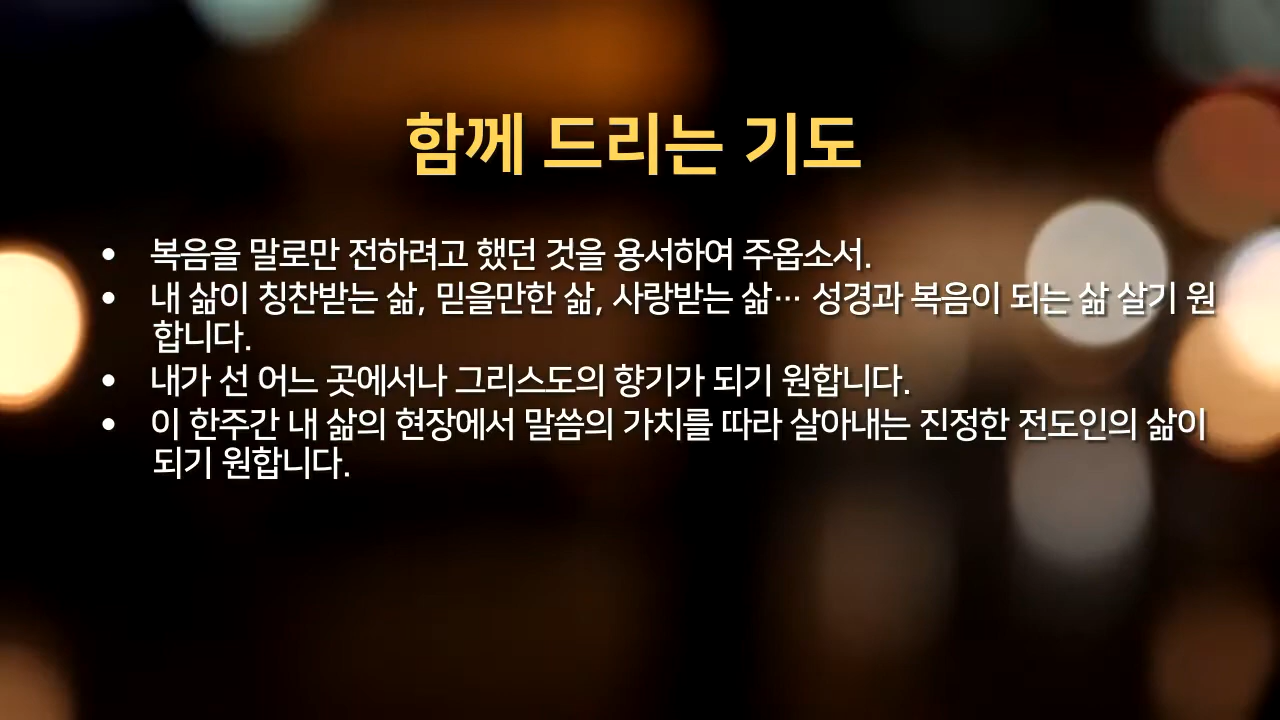 함께 드리는 기도
• 복음을 말로만 전하려고 했던 것을 용서하여 주옵소서.
• 내 삶이 칭찬받는 삶, 믿을만한 삶, 사랑받는 삶… 성경과 복음이 되는 삶 살기 원
합니다.
• 내가 선 어느 곳에서나 그리스도의 향기가 되기 원합니다.
• 이 한주간 내 삶의 현장에서 말씀의 가치를 따라 살아내는 진정한 전도인의 삶이
되기 원합니다.